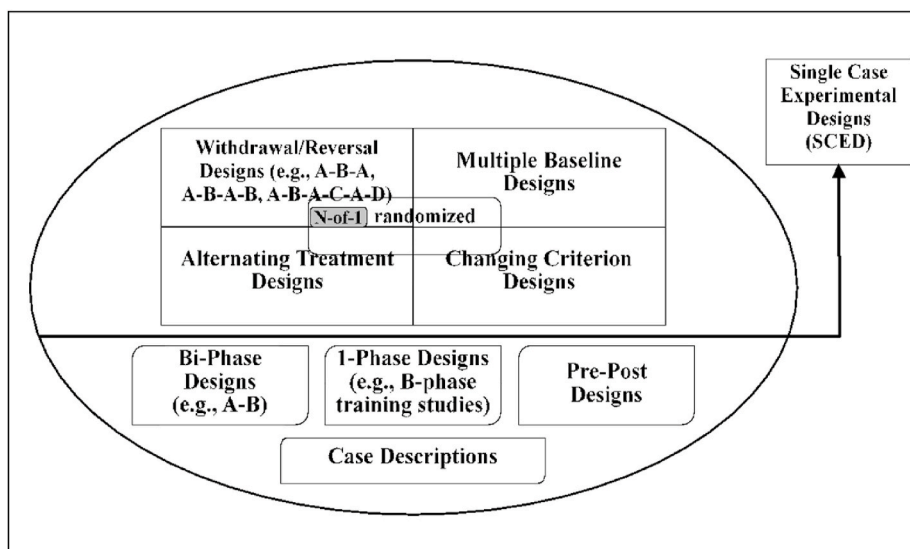 Single Case
Experimental
Designs
(SCED)
Withdrawal/Reversal
Designs (e.g., A-B-A,
A-B-A-B, A-B-A-C-A-D)
Multiple Baseline
Designs
N-of-1 randomized
Alternating Treatment
Designs
Changing Criterion
Designs
Bi-Phase
Designs
(e.g., A-B)
1-Phase Designs
(e.g., B-phase
training studies)
Pre-Post
Designs
Case Descriptions